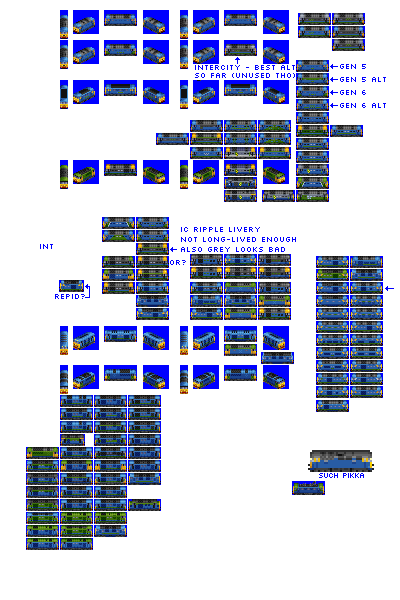 INTERCITY - BEST ALT
SO FAR (UNUSED THO)
GEN 5
GEN 5 ALT
GEN 6
GEN 6 ALT
IC RIPPLE LIVERY
NOT LONG-LIVED ENOUGH
ALSO GREY LOOKS BAD
INT
OR?
REPID?
SUCH PIKKA